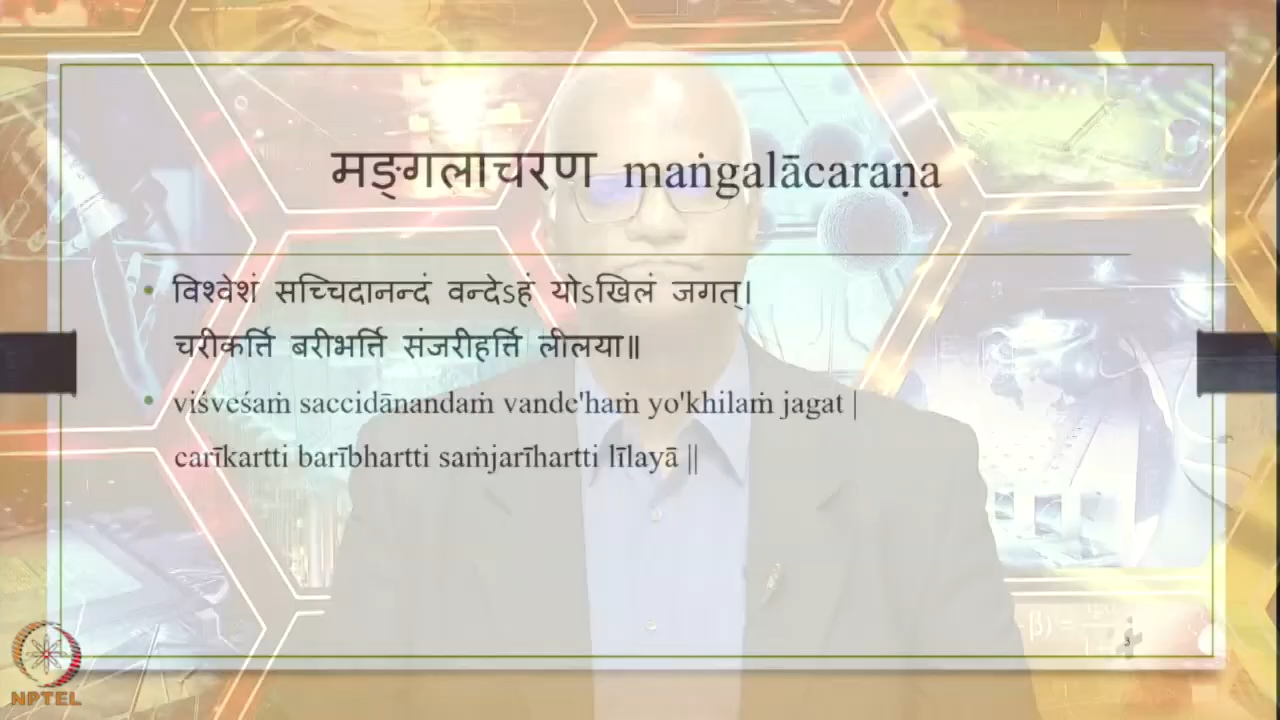 मङ्गलाचरण maṅgalācaraṇa
• विश्वेशं सच्चिदानन्दं वन्देऽहं योऽखिलं जगत्।
चरीकर्त्ति बरीभर्त्ति संजरीहर्त्ति लीलया॥
• viśveśaṁ saccidānandaṁ vande'haṁ yo'khilaṁ jagat |
carīkartti barībhartti saṁjarīhartti līlayā ||
3
NPTEL